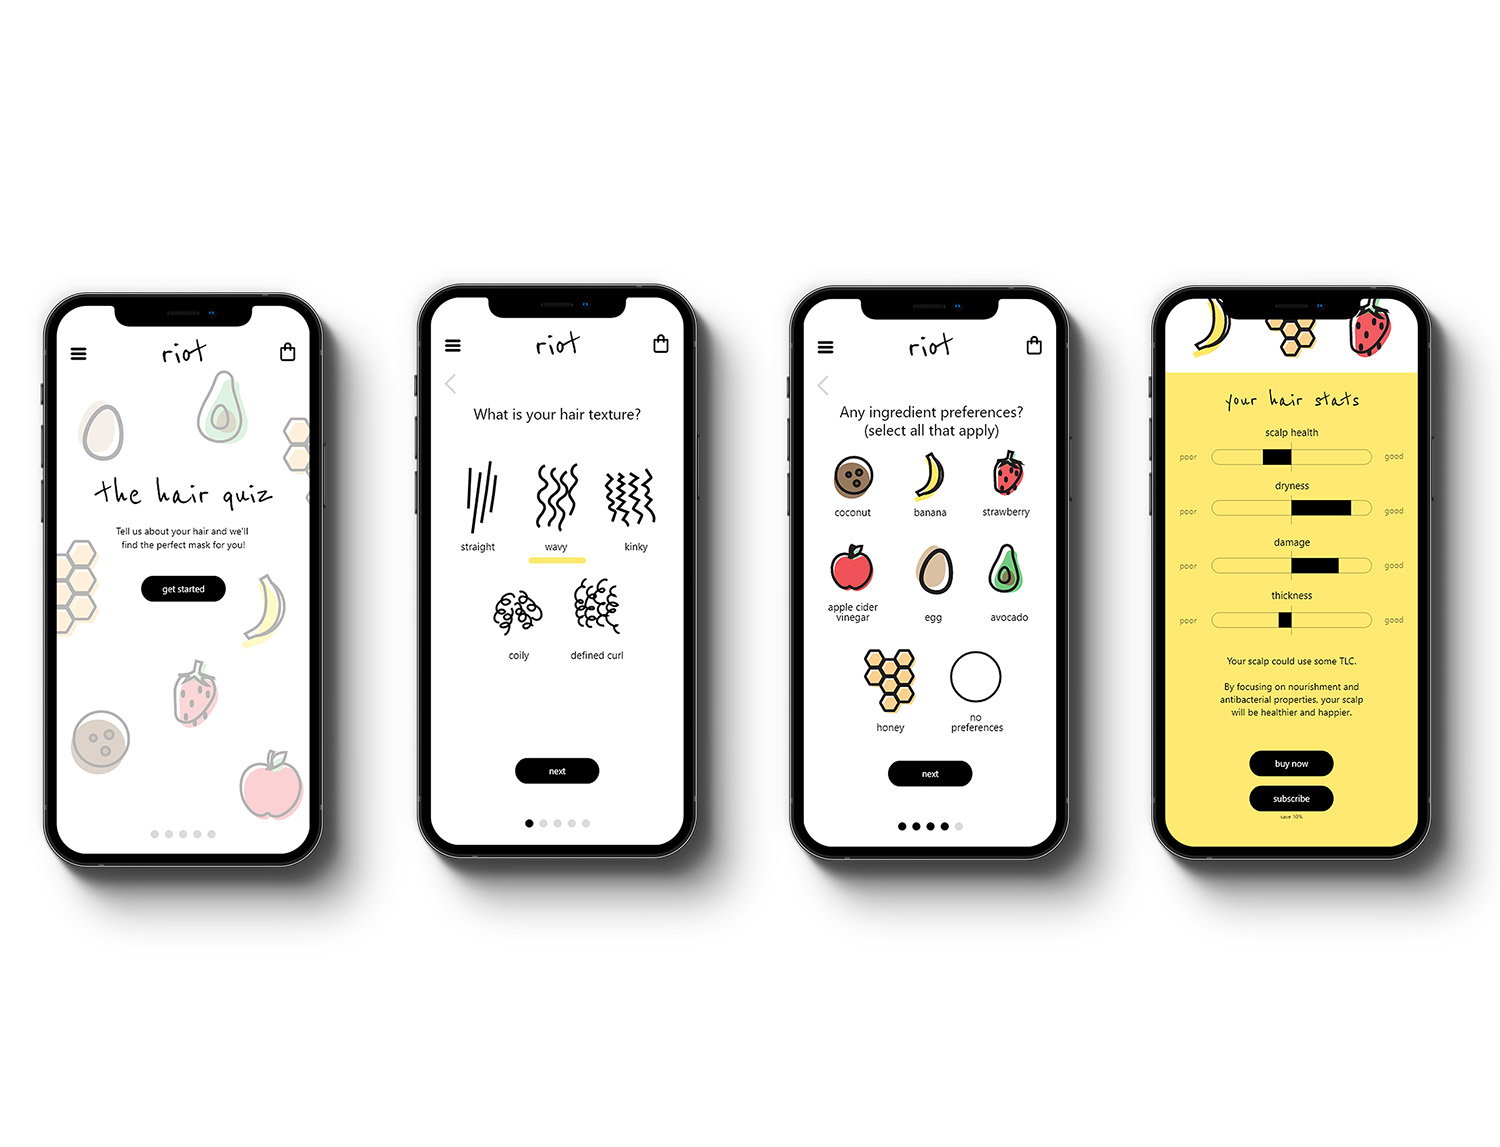 riot
the hair quiz
Tell us about your hair and we'll
find the perfect mask for you!
get started
riot
What is your hair texture?
straight
wavy
kinky
coily
defined curl
next
riot
Any ingredient preferences?
(select all that apply)
coconut
banana
strawberry
apple cider
vinegar
egg
avocado
honey
no
preferences
next
your hair stats
scalp health
poor
good
dryness
poor
good
damage
poor
good
thickness
poor
good
Your scalp could use some TLC.
By focusing on nourishment and
antibacterial properties, your scalp
will be healthier and happier.
buy now
subscribe
save 10%